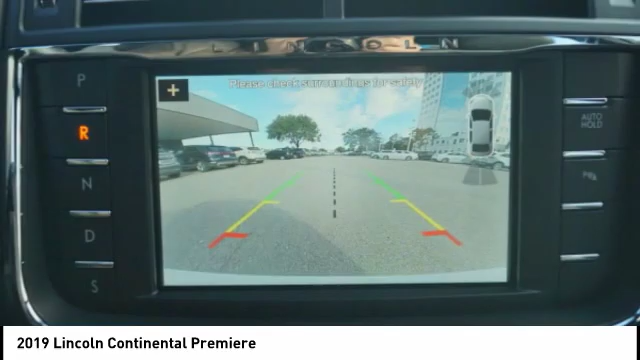 LINCOLN
Please check surroundings for safety
+
P
R
N
D
S
AUTO
HOLD
2019 Lincoln Continental Premiere